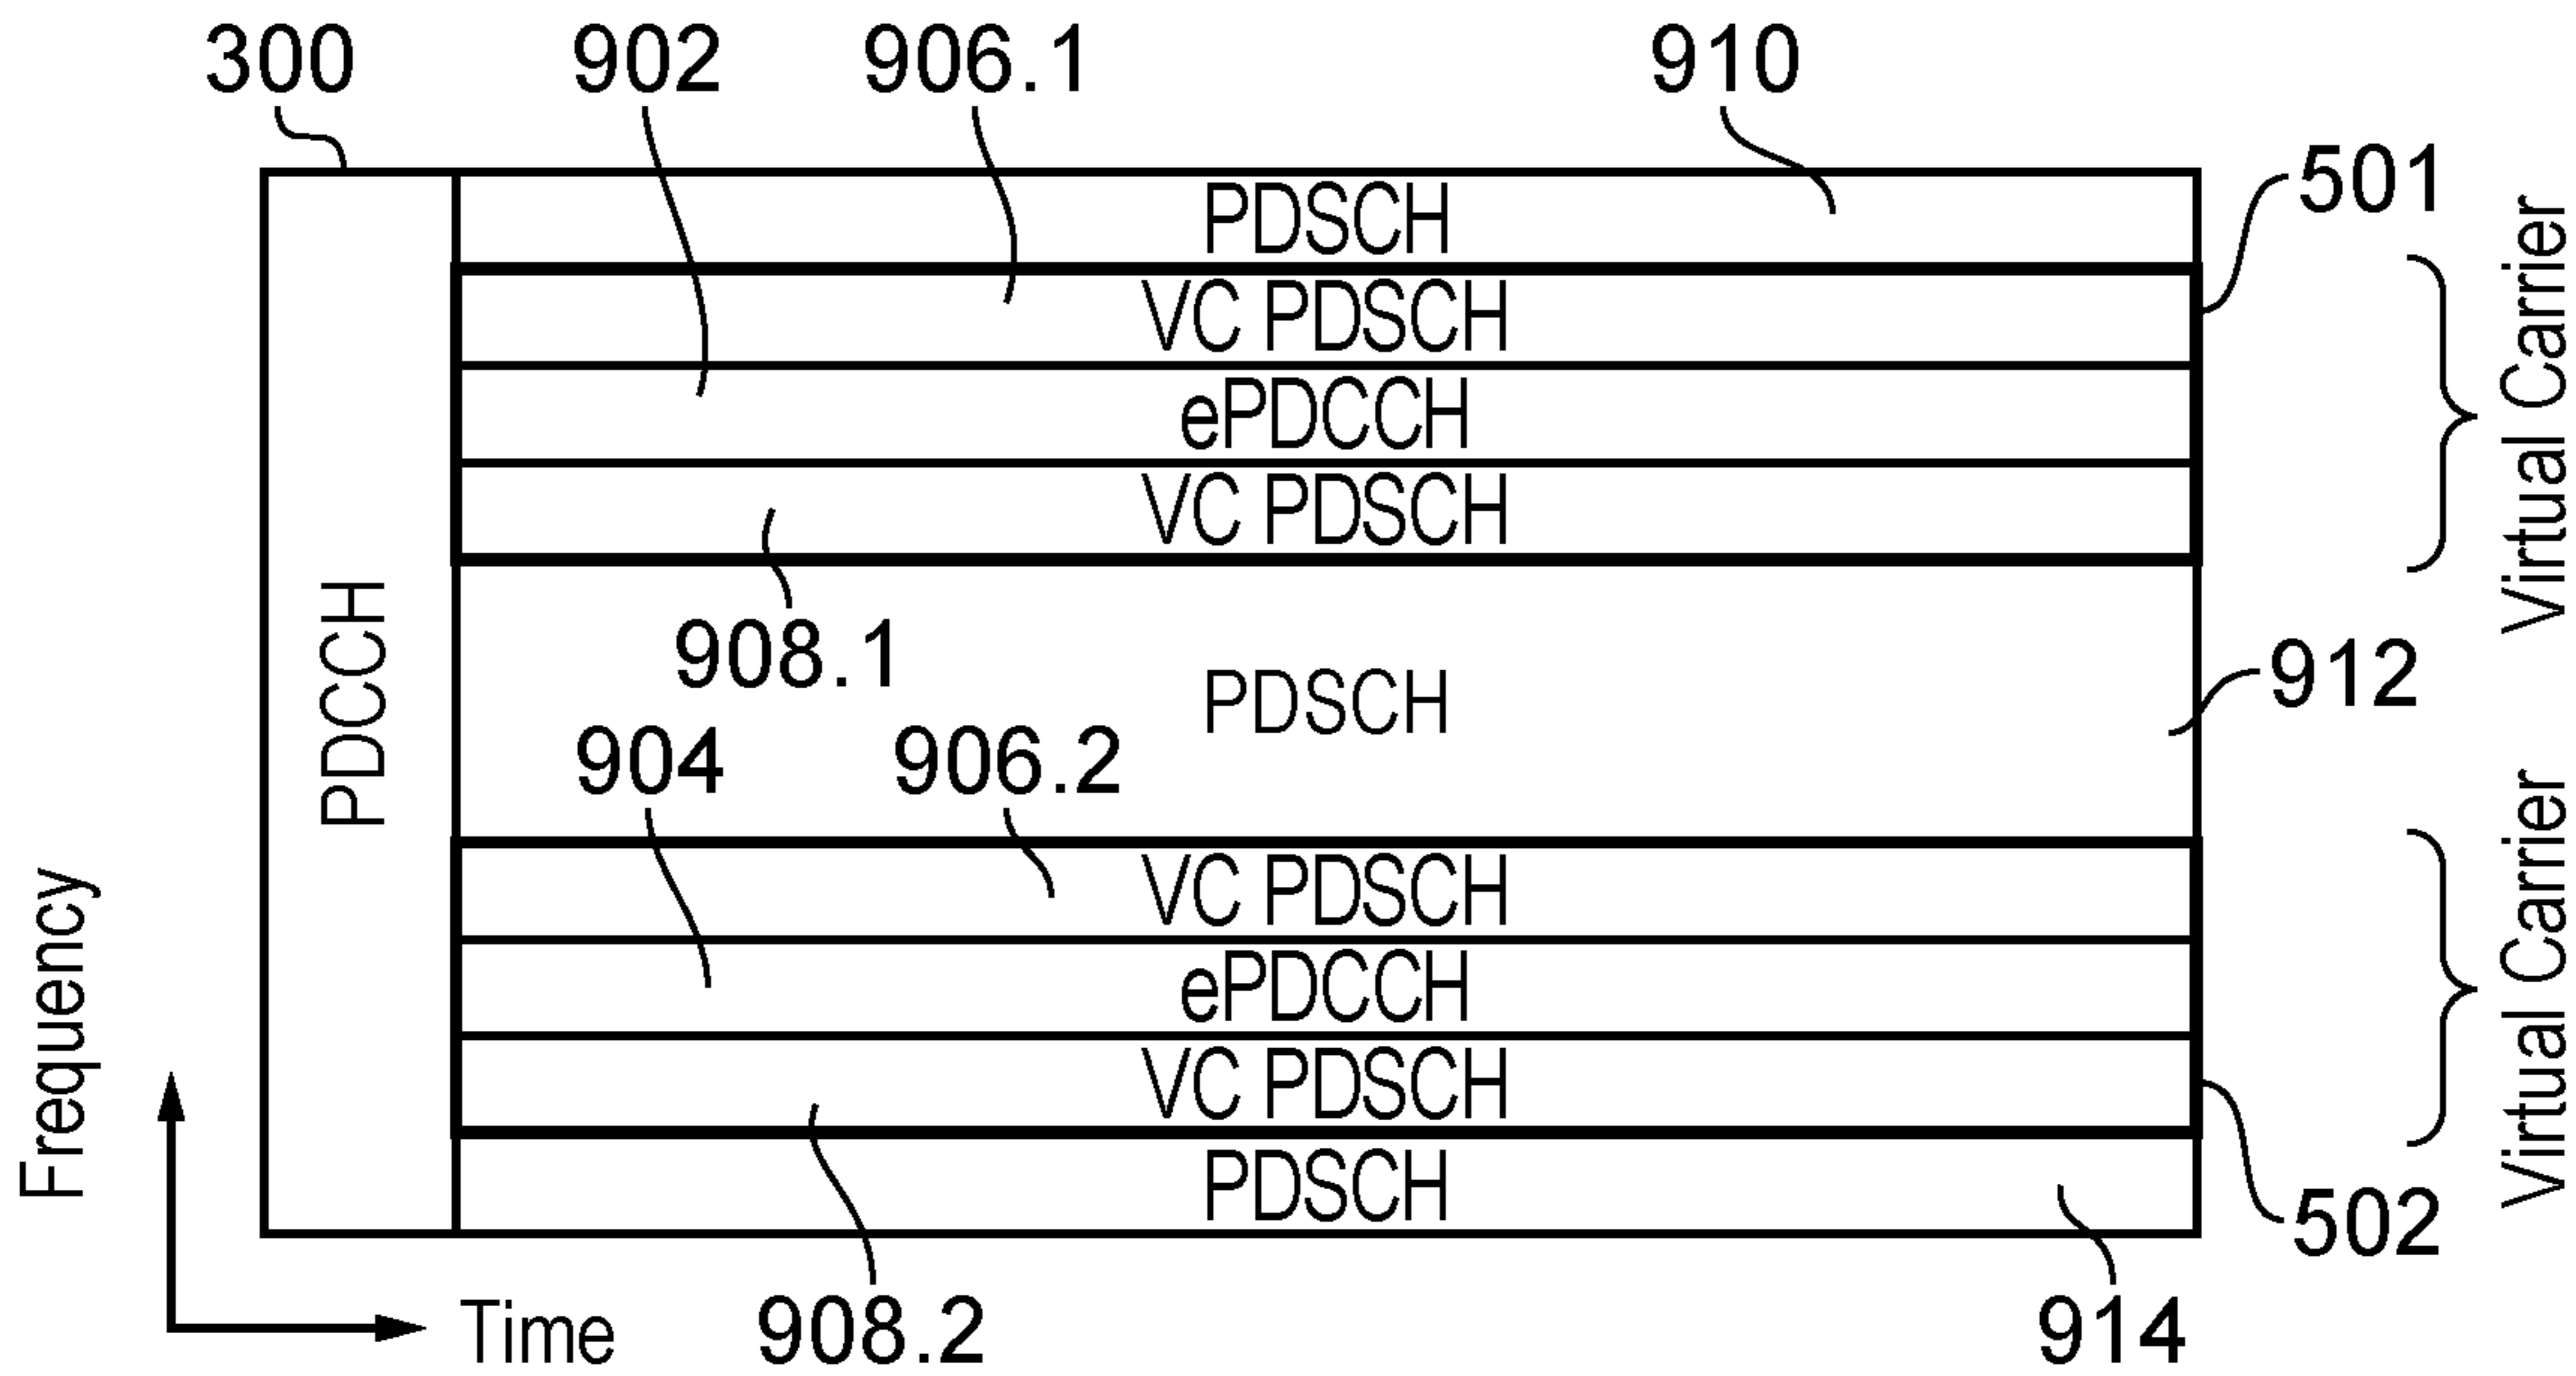 300
902
906.1
910
501
PDSCH
VC PDSCH
ePDCCH
VC PDSCH
Virtual Carrier
908.1
PDCCH
PDSCH
912
904
906.2
VC PDSCH
ePDCCH
VC PDSCH
Virtual Carrier
PDSCH
502
Frequency
Time
908.2
914